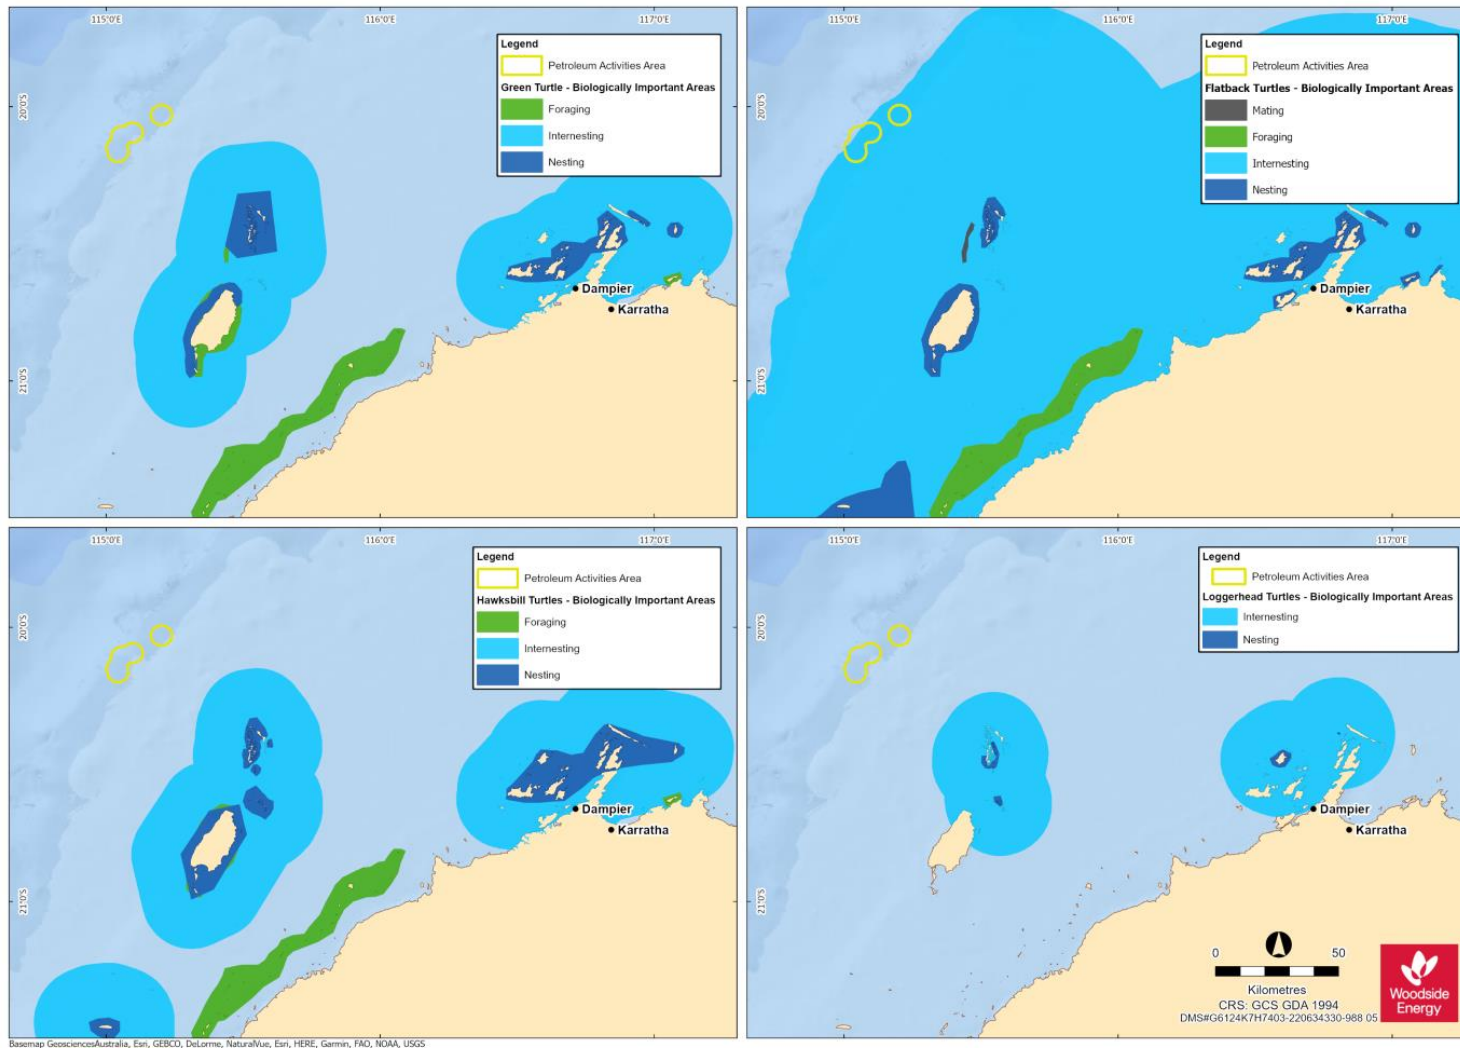 115°0'E 116°0'E 117°0'E
20°0'S
21°0'S
Legend
Petroleum Activities Area
Green Turtle - Biologically Important Areas
Foraging
Internesting
Nesting
Dampier
Karratha
115°0'E 116°0'E 117°0'E
20°0'S
21°0'S
Legend
Petroleum Activities Area
Flatback Turtles - Biologically Important Areas
Mating
Foraging
Internesting
Nesting
Dampier
Karratha
115°0'E 116°0'E 117°0'E
20°0'S
21°0'S
Legend
Petroleum Activities Area
Hawksbill Turtles - Biologically Important Areas
Foraging
Internesting
Nesting
Dampier
Karratha
115°0'E 116°0'E 117°0'E
20°0'S
21°0'S
Legend
Petroleum Activities Area
Loggerhead Turtles - Biologically Important Areas
Internesting
Nesting
Dampier
Karratha
0 50
Kilometres
CRS: GCS GDA 1994
DMS#G6124K7H7403-220634330-988 05
Woodside
Energy
Basemap GeosciencesAustralia, Esri, GEBCO, DeLorme, NaturalVue, Esri, HERE, Garmin, FAO, NOAA, USGS